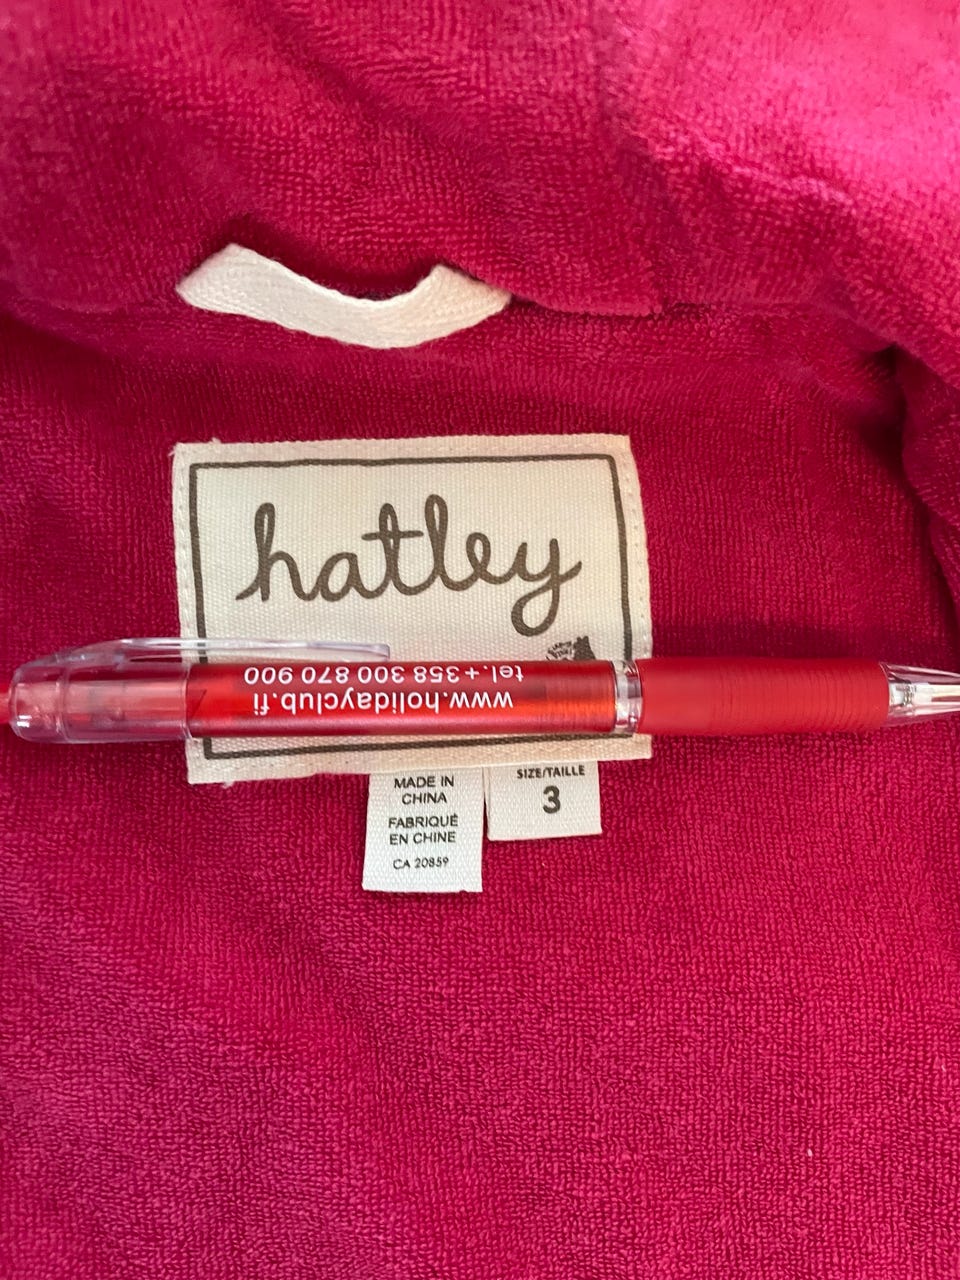 hatley
tel.+358 300 870 900
www.holidayclub.fi
MADE IN
CHINA
FABRIQUÉ
EN CHINE
CA 20859
SIZE/TAILLE
3